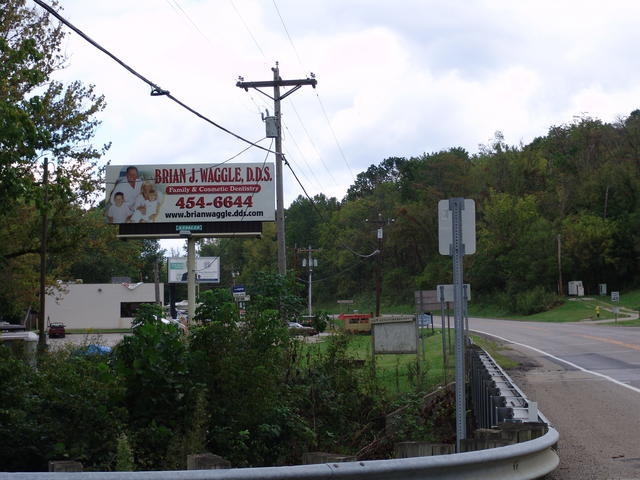 BRIAN J. WAGGLE, D.D.S.
Family & Cosmetic Dentistry
454-6644
www.brianwaggle.dds.com